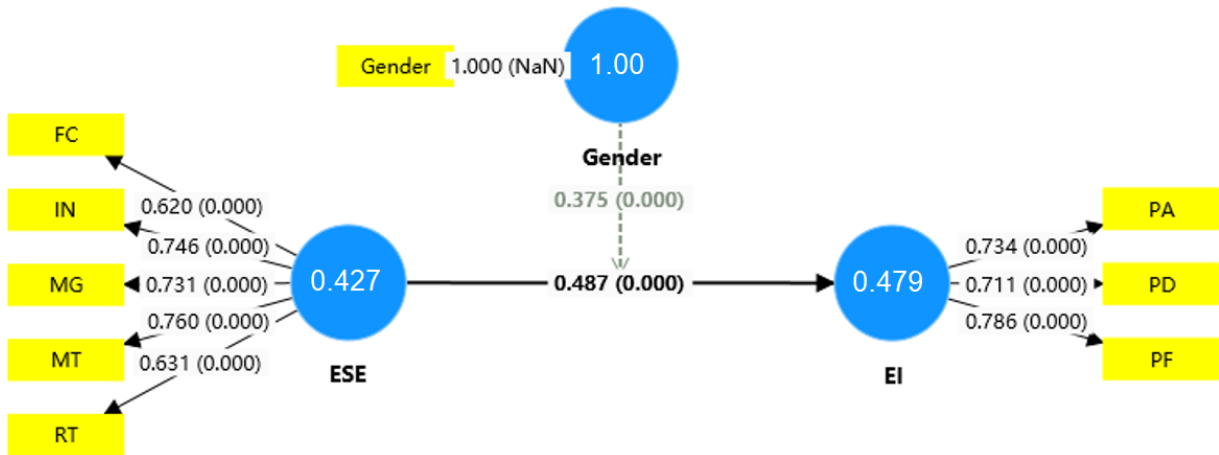 Gender 1.000 (NaN) 1.00
Gender
0.375 (0.000)
FC
0.620 (0.000)
IN
0.746 (0.000)
MG 0.731 (0.000) 0.427 0.487 (0.000) 0.479
MT
0.760 (0.000)
0.631 (0.000)
RT
ESE
EI
0.734 (0.000) PA
0.711 (0.000) PD
0.786 (0.000) PF